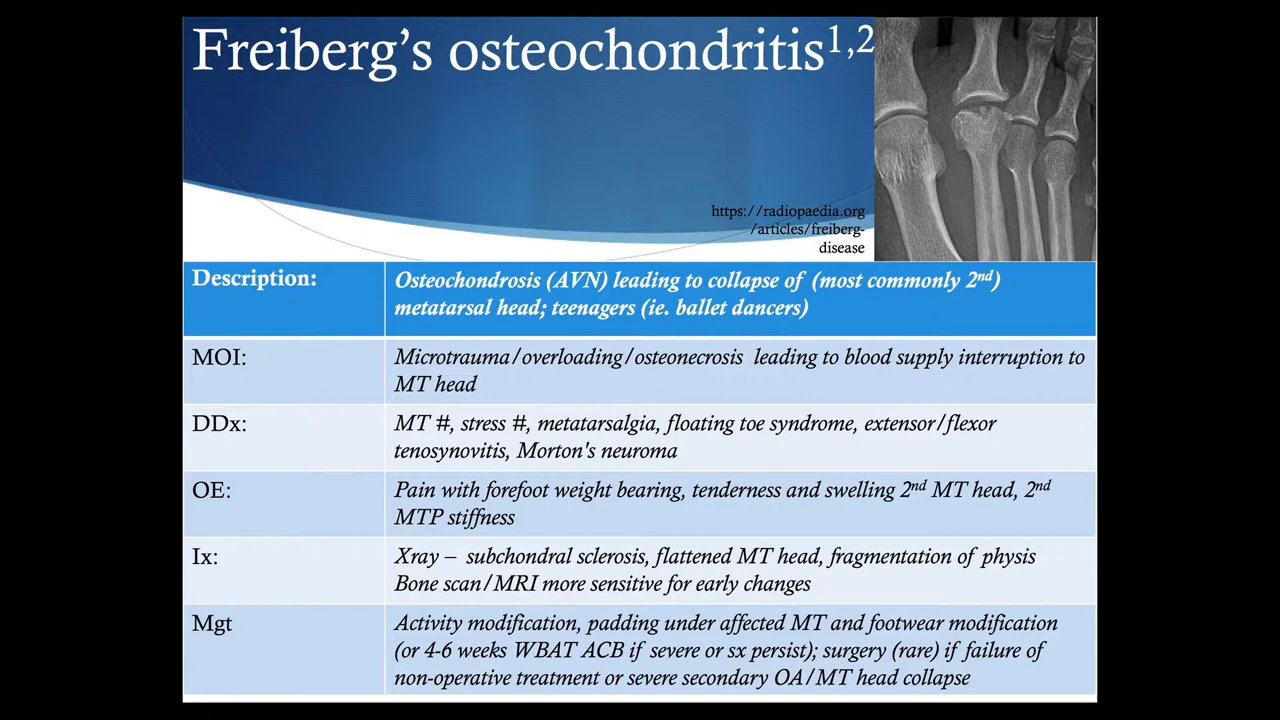 Freiberg's osteochondritis1,2
https://radiopaedia.org
/articles/freiberg-
disease
Description:
Osteochondrosis (AVN) leading to collapse of (most commonly 2nd)
metatarsal head; teenagers (ie. ballet dancers)
MOI:
Microtrauma/overloading/osteonecrosis leading to blood supply interruption to
MT head
DDx:
MT #, stress #, metatarsalgia, floating toe syndrome, extensor/flexor
tenosynovitis, Morton's neuroma
OE:
Pain with forefoot weight bearing, tenderness and swelling 2nd MT head, 2nd
MTP stiffness
Ix:
Xray – subchondral sclerosis, flattened MT head, fragmentation of physis
Bone scan/MRI more sensitive for early changes
Mgt
Activity modification, padding under affected MT and footwear modification
(or 4-6 weeks WBAT ACB if severe or sx persist); surgery (rare) if failure of
non-operative treatment or severe secondary OA/MT head collapse